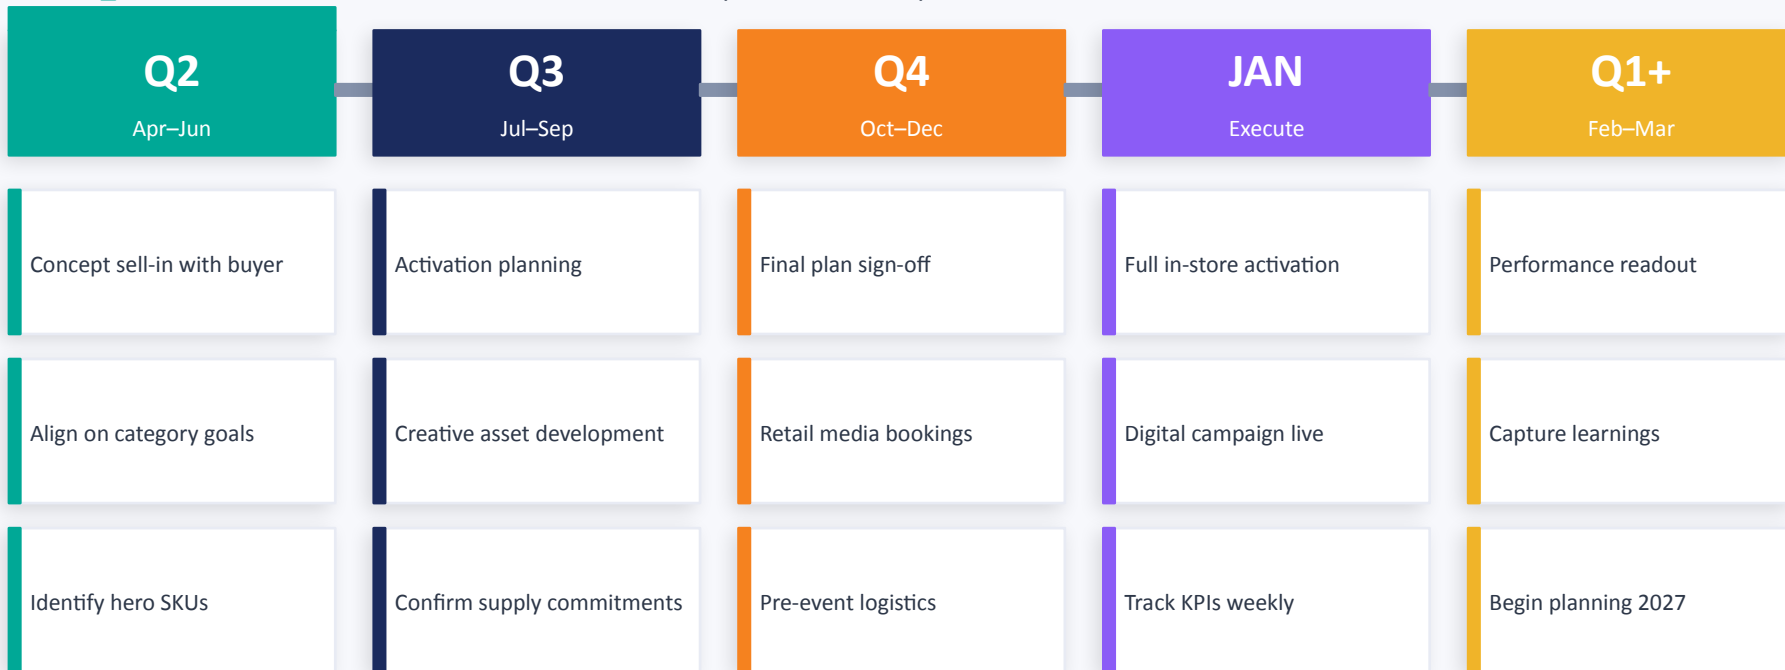 Q2
Apr–Jun
Q3
Jul–Sep
Q4
Oct–Dec
JAN
Execute
Q1+
Feb–Mar
Concept sell-in with buyer
Activation planning
Final plan sign-off
Full in-store activation
Performance readout
Align on category goals
Creative asset development
Retail media bookings
Digital campaign live
Capture learnings
Identify hero SKUs
Confirm supply commitments
Pre-event logistics
Track KPIs weekly
Begin planning 2027